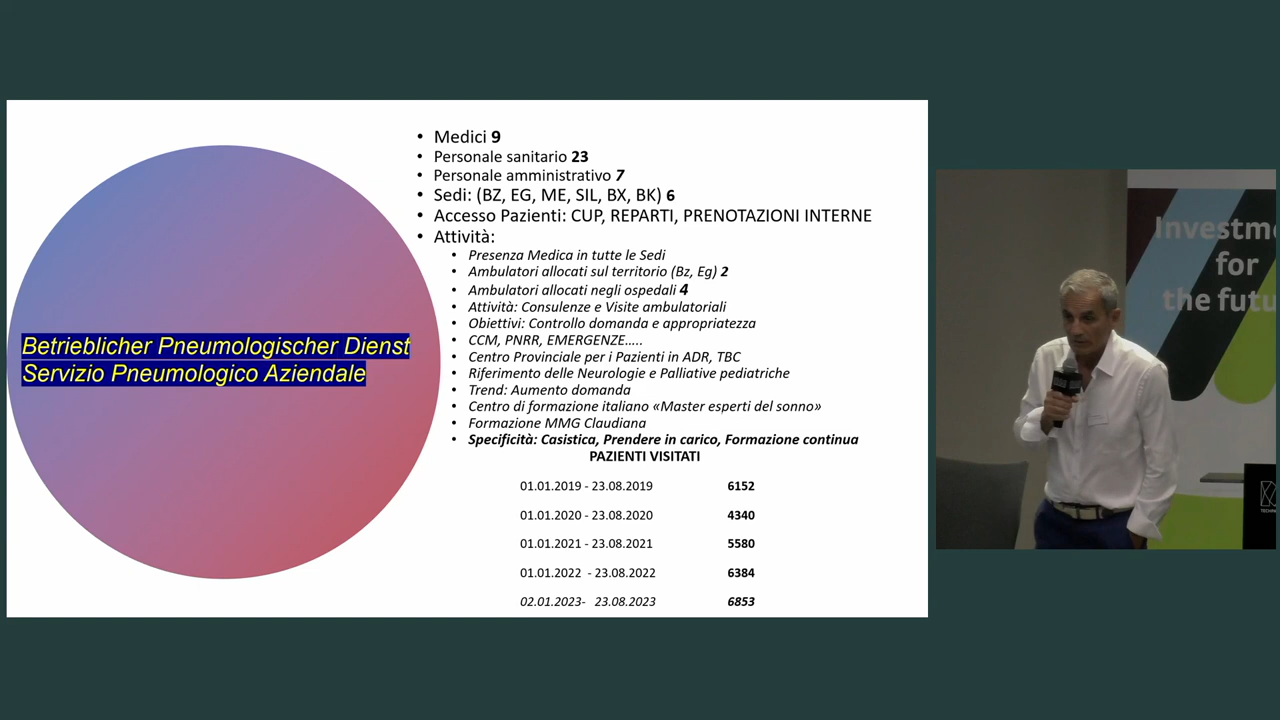 Betrieblicher Pneumologischer Dienst
Servizio Pneumologico Aziendale
• Medici 9
• Personale sanitario 23
• Personale amministrativo 7
• Sedi: (BZ, EG, ME, SIL, BX, BK) 6
• Accesso Pazienti: CUP, REPARTI, PRENOTAZIONI INTERNE
• Attività:
• Presenza Medica in tutte le Sedi
• Ambulatori allocati sul territorio (Bz, Eg) 2
• Ambulatori allocati negli ospedali 4
• Attività: Consulenze e Visite ambulatoriali
• Obiettivi: Controllo domanda e appropriatezza
• CCM, PNRR, EMERGENZE.....
• Centro Provinciale per i Pazienti in ADR, TBC
• Riferimento delle Neurologie e Palliative pediatriche
• Trend: Aumento domanda
• Centro di formazione italiano «Master esperti del sonno»
• Formazione MMG Claudiana
• Specificità: Casistica, Prendere in carico, Formazione continua
PAZIENTI VISITATI
01.01.2019 - 23.08.2019 6152
01.01.2020 - 23.08.2020 4340
01.01.2021 - 23.08.2021 5580
01.01.2022 - 23.08.2022 6384
02.01.2023- 23.08.2023 6853
Investme
for
the futu